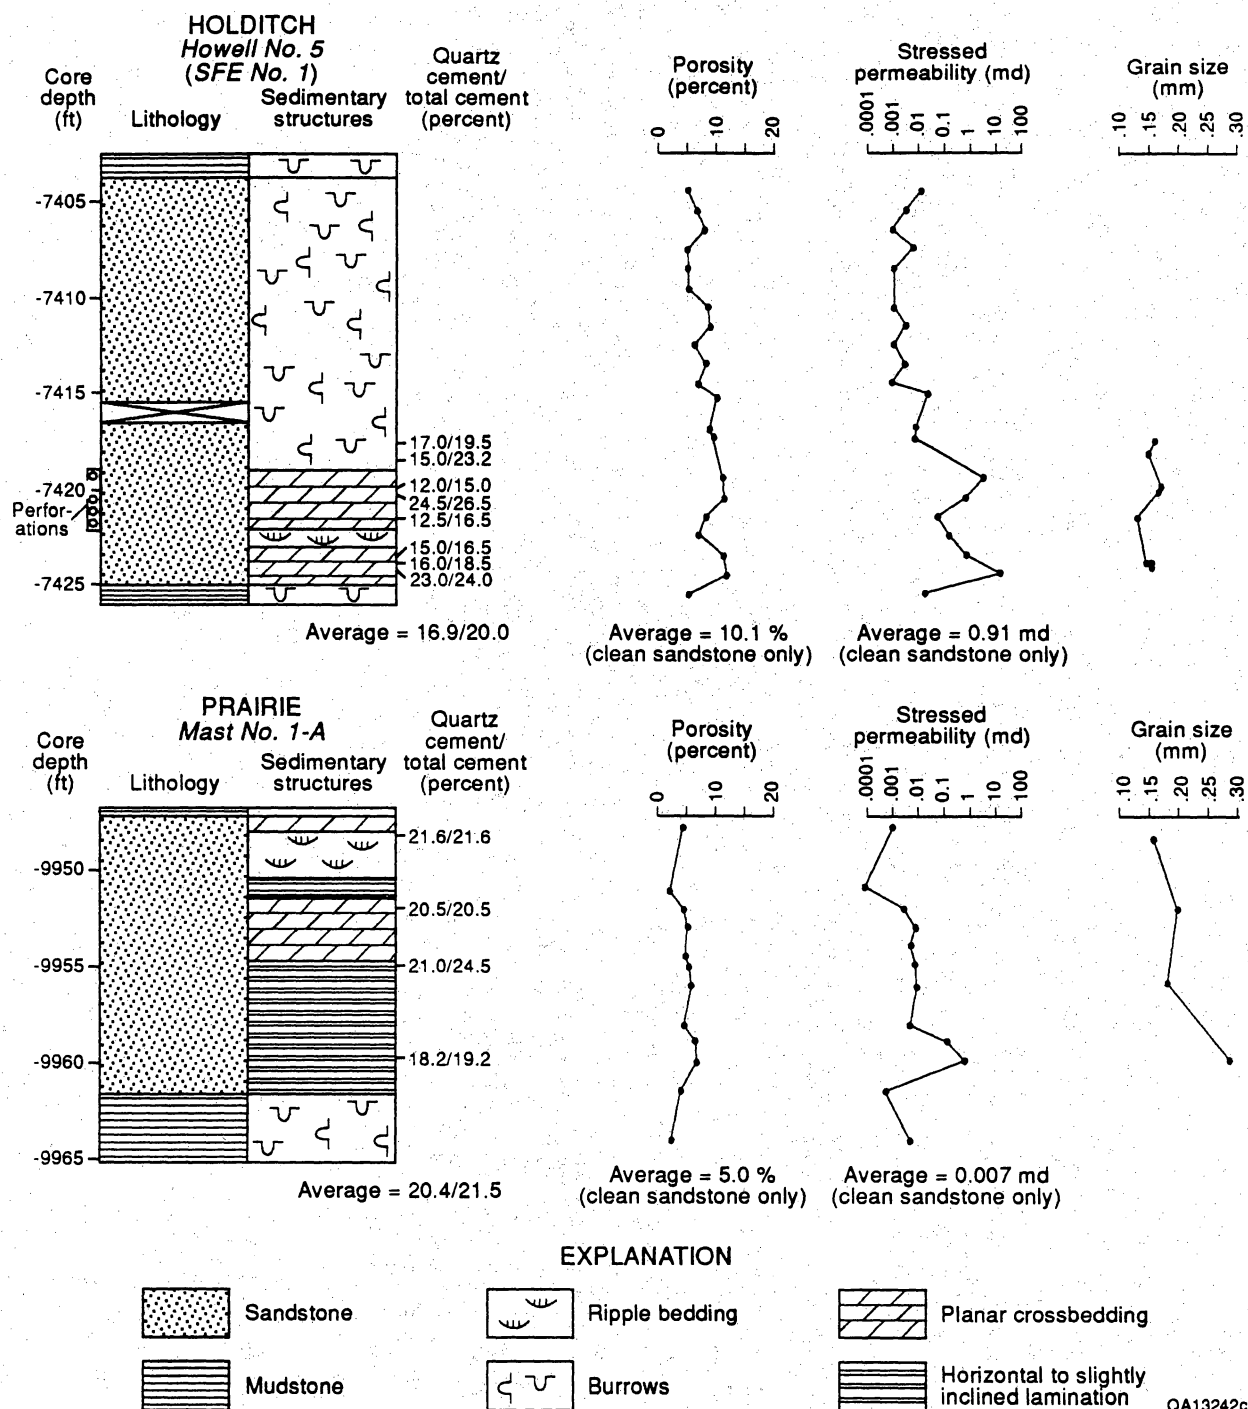 HOLDITCH
Howell No. 5
(SFE No. 1)
Core depth (ft)
Lithology
Sedimentary structures
Quartz cement/ total cement (percent)
Porosity (percent)
0 10 20
Stressed permeability (md)
.0001 .001 .01 0.1 1 10 100
Grain size (mm)
.10 .15 .20 .25 .30
-7405
-7410
-7415
-7420
-7425
Perfor-
ations
17.0/19.5
15.0/23.2
12.0/15.0
24.5/26.5
12.5/16.5
15.0/16.5
16.0/18.5
23.0/24.0
Average = 16.9/20.0
Average = 10.1 %
(clean sandstone only)
Average = 0.91 md
(clean sandstone only)
PRAIRIE
Mast No. 1-A
Core depth (ft)
Lithology
Sedimentary structures
Quartz cement/ total cement (percent)
Porosity (percent)
0 10 20
Stressed permeability (md)
.0001 .001 .01 0.1 1 10 100
Grain size (mm)
.10 .15 .20 .25 .30
-9950
-9955
-9960
-9965
21.6/21.6
20.5/20.5
21.0/24.5
18.2/19.2
Average = 20.4/21.5
Average = 5.0 %
(clean sandstone only)
Average = 0.007 md
(clean sandstone only)
EXPLANATION
Sandstone
Ripple bedding
Planar crossbedding
Mudstone
Burrows
Horizontal to slightly
inclined lamination
QA13242c